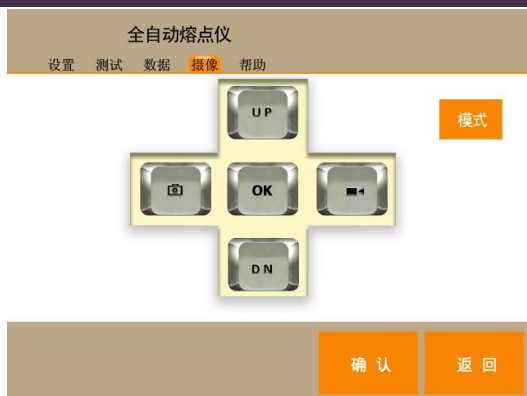 全自动熔点仪
设置 测试 数据 摄像 帮助
UP
模式
OK
DN
确 认 返 回